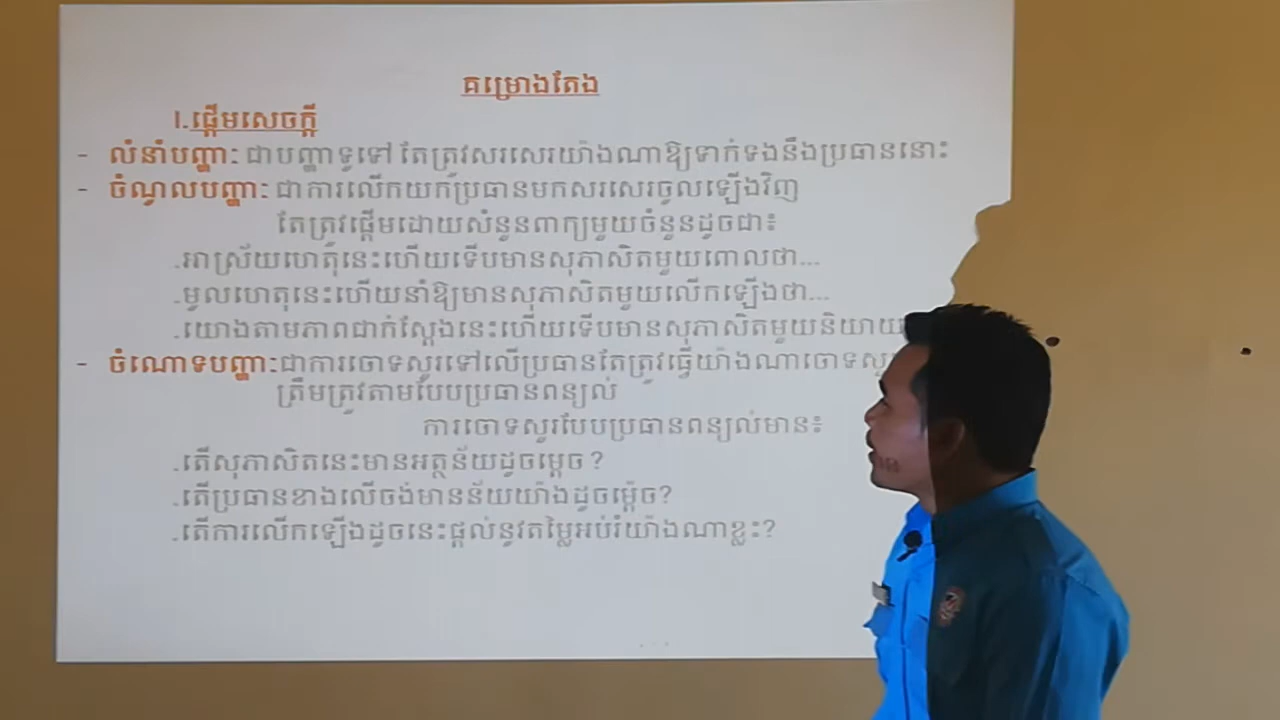 គម្រោងតែង
I.ផ្ដើមសេចក្ដី
- លំនាំបញ្ហា: ជាបញ្ហាទូទៅ តែត្រូវសរសេរយ៉ាងណាឱ្យទាក់ទងនឹងប្រធាននោះ
- ចំណូលបញ្ហា: ជាការលើកយកប្រធានមកសរសេរចូលឡើងវិញ
តែត្រូវផ្ដើមដោយសំនួនពាក្យមួយចំនួនដូចជា៖
.អាស្រ័យហេតុនេះហើយទើបមានសុភាសិតមួយពោលថា...
.មូលហេតុនេះហើយនាំឱ្យមានសុភាសិតមួយលើកឡើងថា...
.យោងតាមភាពជាក់ស្ដែងនេះហើយទើបមានសុភាសិតមួយនិយាយ
- ចំណោទបញ្ហា:ជាការចោទសួរទៅលើប្រធានតែត្រូវធ្វើយ៉ាងណាចោទសួ
ត្រឹមត្រូវតាមបែបប្រធានពន្យល់
ការចោទសួរបែបប្រធានពន្យល់មាន៖
.តើសុភាសិតនេះមានអត្ថន័យដូចម្ដេច?
.តើប្រធានខាងលើចង់មានន័យយ៉ាងដូចម្ដេច?
.តើការលើកឡើងដូចនេះផ្ដល់នូវតម្លៃអប់រំយ៉ាងណាខ្លះ?